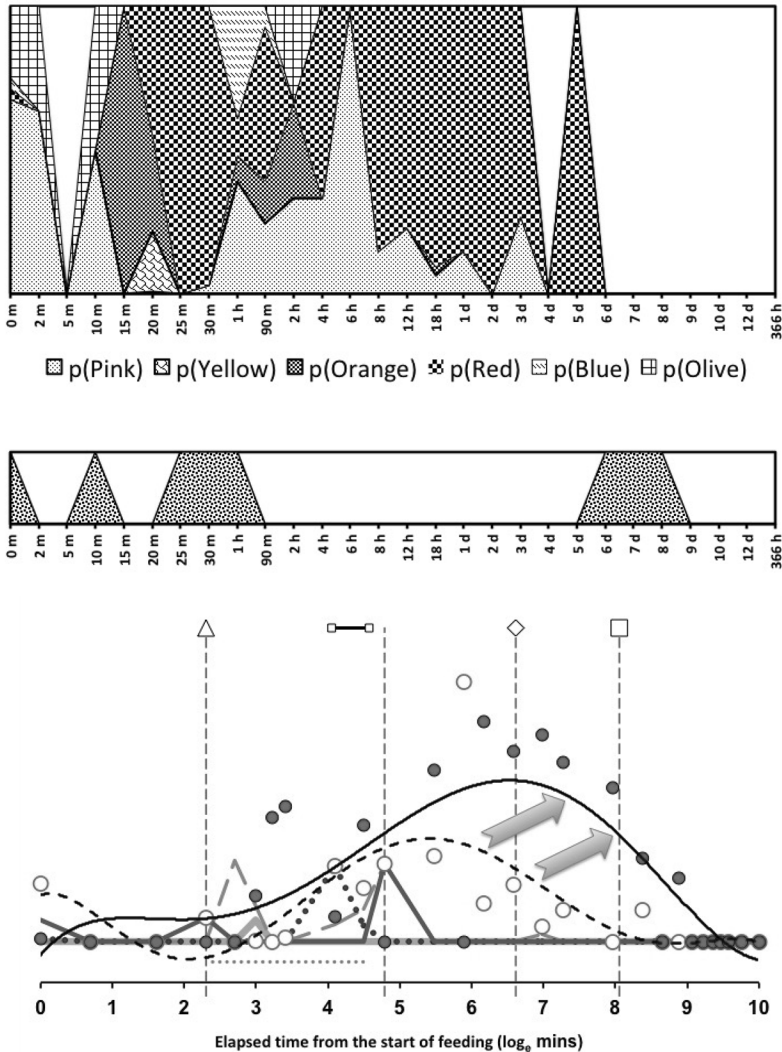 0 m 2 m 5 m 10 m 15 m 20 m 25 m 30 m 1 h 90 m 2 h 4 h 6 h 8 h 12 h 18 h 1 d 2 d 3 d 4 d 5 d 6 d 7 d 8 d 9 d 10 d 12 d 366 h
p(Pink) p(Yellow) p(Orange) p(Red) p(Blue) p(Olive)
0 m 2 m 5 m 10 m 15 m 20 m 25 m 30 m 1 h 90 m 2 h 4 h 6 h 8 h 12 h 18 h 1 d 2 d 3 d 4 d 5 d 6 d 7 d 8 d 9 d 10 d 12 d 366 h
0 1 2 3 4 5 6 7 8 9 10
Elapsed time from the start of feeding (loge mins)